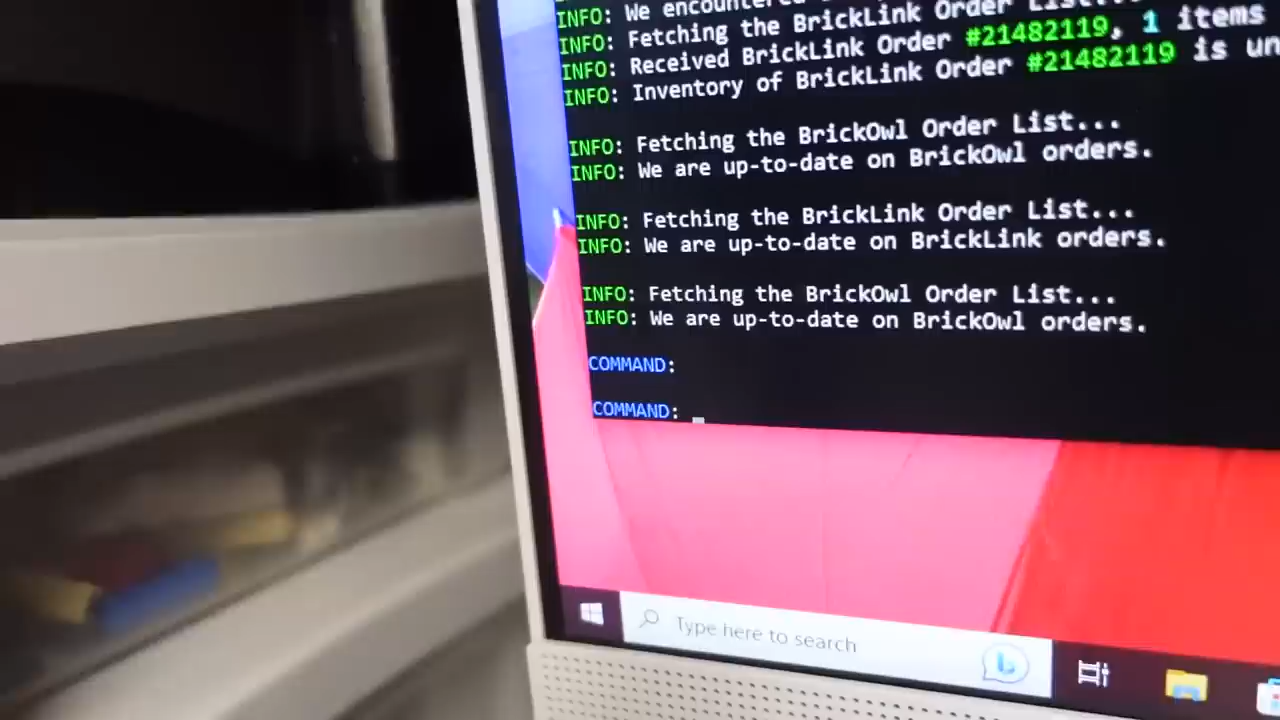 INFO: We encountered
INFO: Fetching the BrickLink Order List...
INFO: Received BrickLink Order #21482119, 1 items
INFO: Inventory of BrickLink Order #21482119 is un
INFO: Fetching the BrickOwl Order List...
INFO: We are up-to-date on BrickOwl orders.
INFO: Fetching the BrickLink Order List...
INFO: We are up-to-date on BrickLink orders.
INFO: Fetching the BrickOwl Order List...
INFO: We are up-to-date on BrickOwl orders.
COMMAND:
COMMAND:
Type here to search